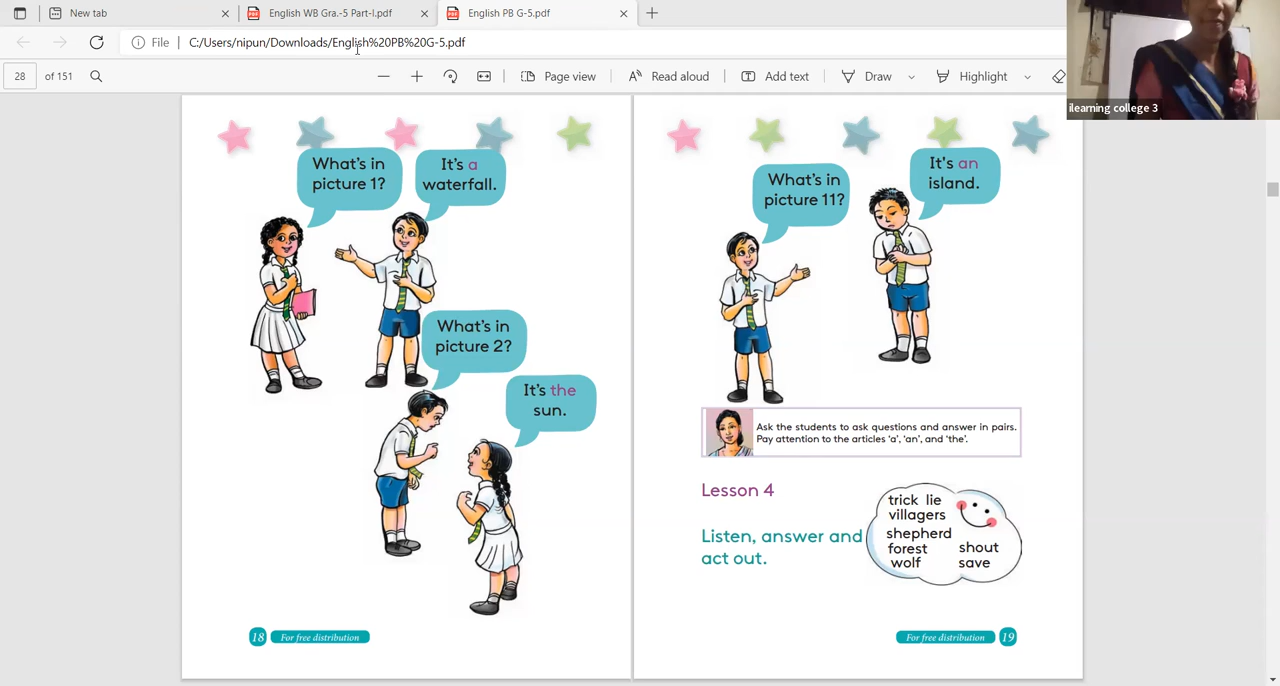 New tab
English WB Gra.-5 Part-I.pdf
English PB G-5.pdf
File
C:/Users/nipun/Downloads/English%20PB%20G-5.pdf
28 of 151
Page view
Read aloud
Add text
Draw
Highlight
ilearning college 3
What's in
picture 1?
It's a
waterfall.
What's in
picture 2?
It's the
sun.
18 For free distribution
What's in
picture 11?
It's an
island.
Ask the students to ask questions and answer in pairs.
Pay attention to the articles 'a', 'an', and 'the'.
Lesson 4
Listen, answer and
act out.
trick lie
villagers
shepherd
forest
wolf
shout
save
For free distribution 19